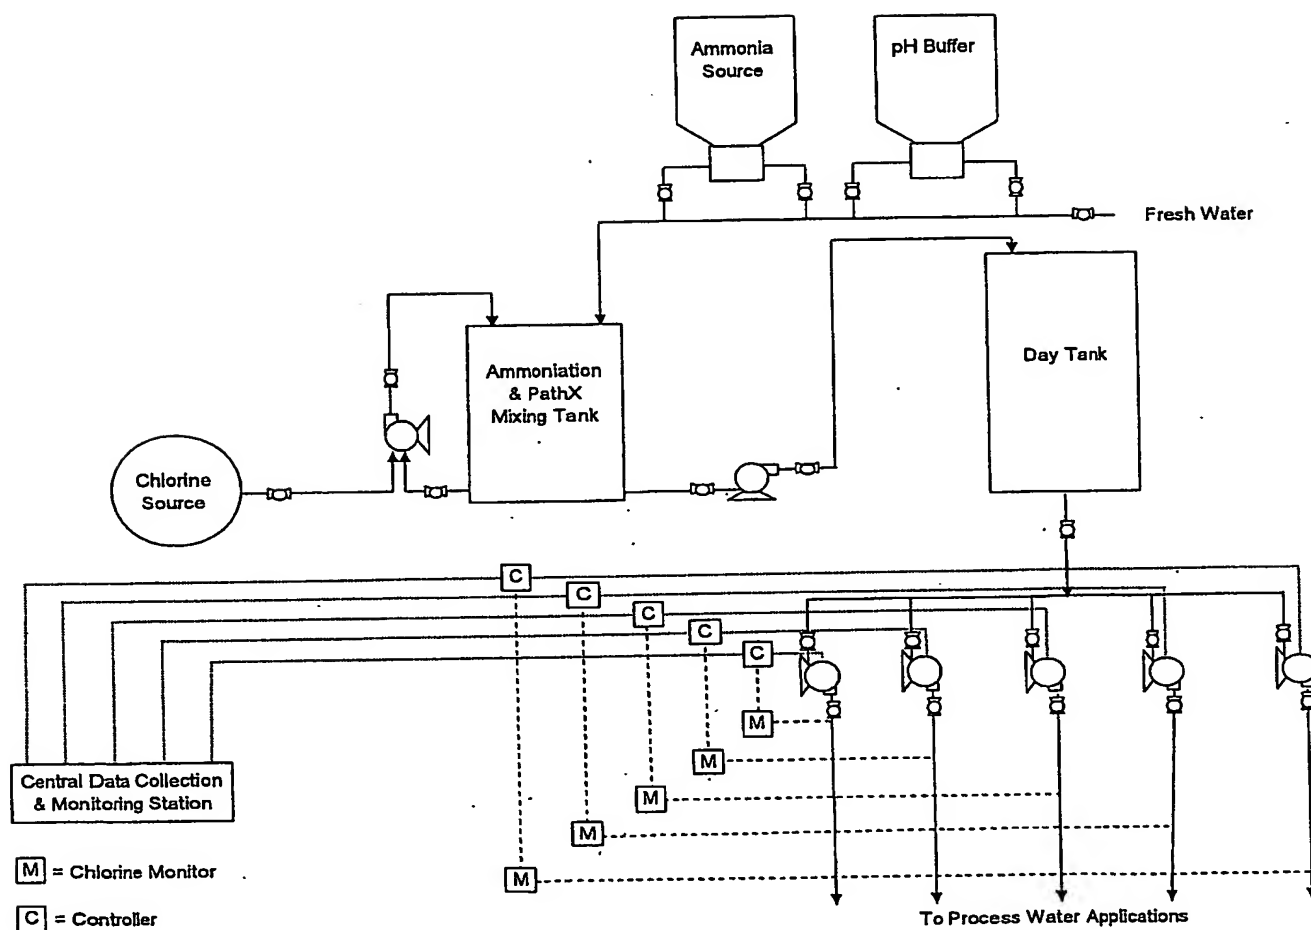 Ammonia
Source
pH Buffer
Fresh Water
Ammoniation
& PathX
Mixing Tank
Day Tank
Chlorine
Source
C
C
C
C
C
M
M
M
M
M
Central Data Collection
& Monitoring Station
M = Chlorine Monitor
C = Controller
To Process Water Applications